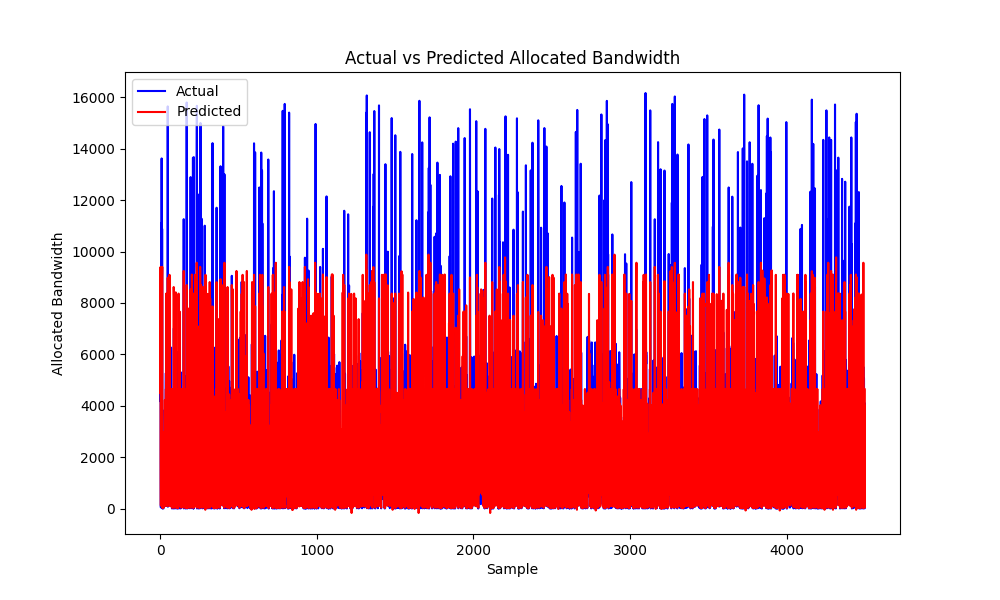 Actual vs Predicted Allocated Bandwidth
Actual
Predicted
Allocated Bandwidth
16000
14000
12000
10000
8000
6000
4000
2000
0
0 1000 2000 3000 4000
Sample